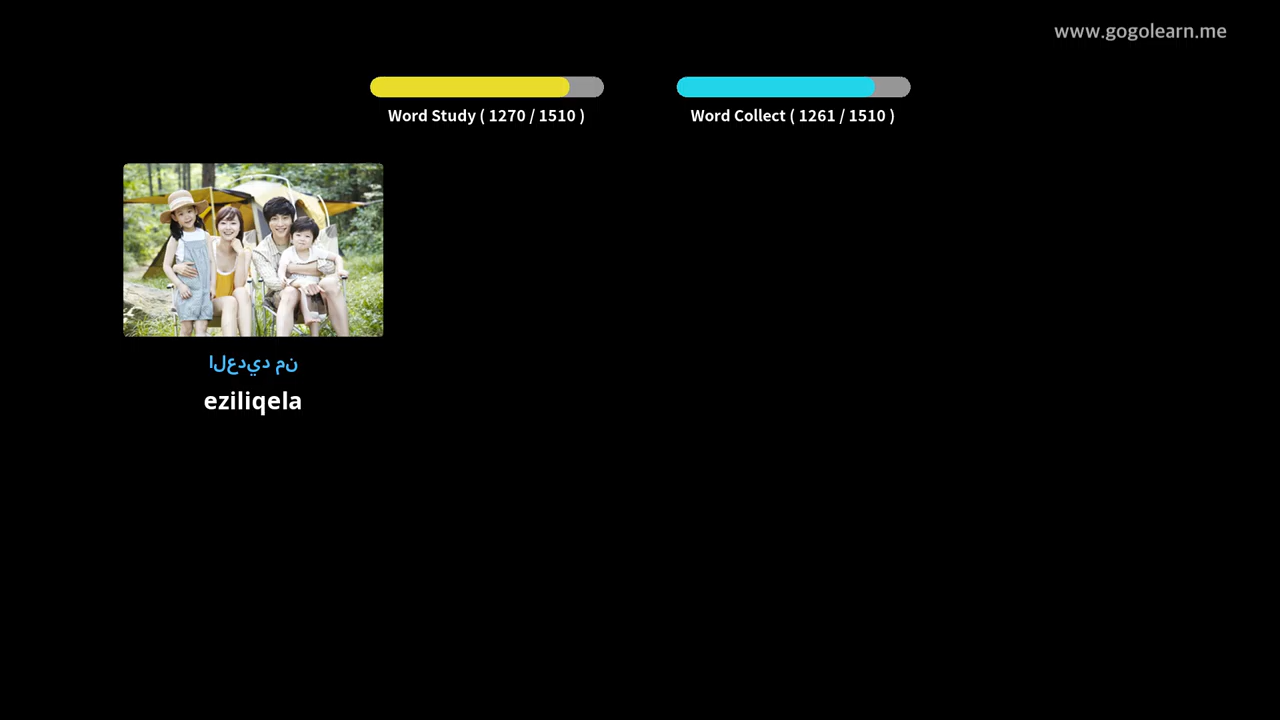 www.gogolearn.me
Word Study ( 1270 / 1510 )
Word Collect ( 1261 / 1510 )
العديد من
eziliqela